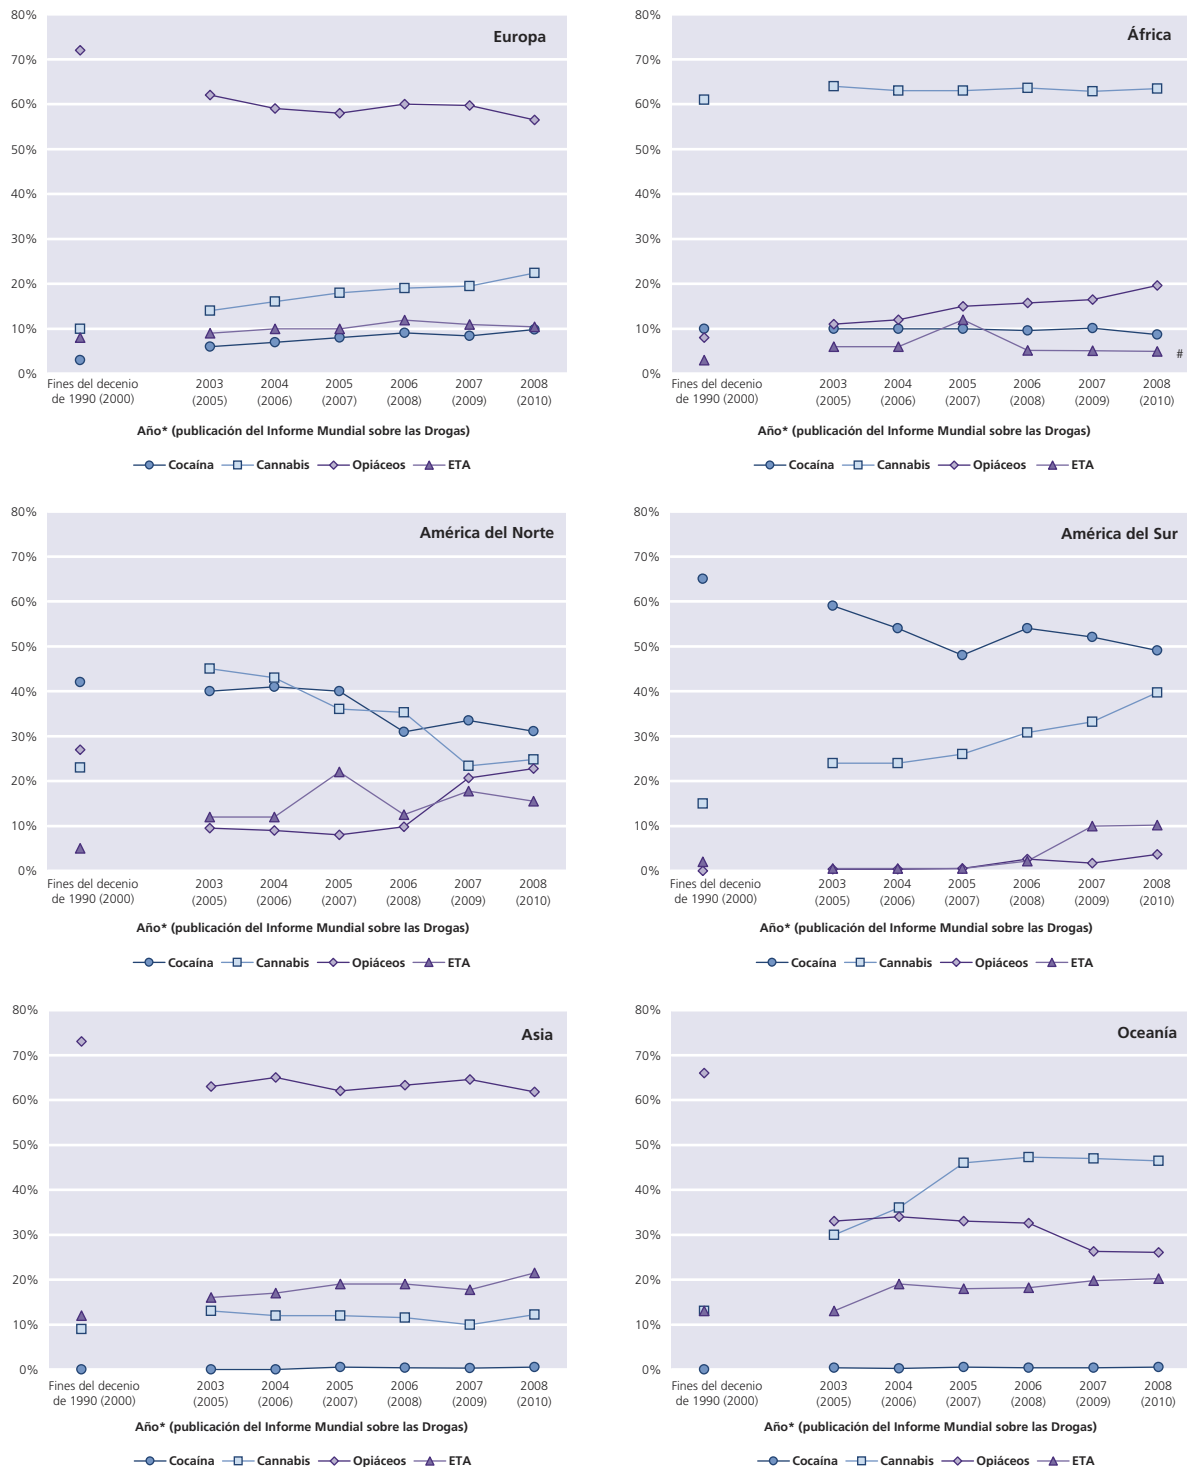 Europa
80%
70%
60%
50%
40%
30%
20%
10%
0%
Fines del decenio
de 1990 (2000)
2003 2004 2005 2006 2007 2008
(2005) (2006) (2007) (2008) (2009) (2010)
Año* (publicación del Informe Mundial sobre las Drogas)
Cocaína Cannabis Opiáceos ETA
África
80%
70%
60%
50%
40%
30%
20%
10%
0%
#
Fines del decenio
de 1990 (2000)
2003 2004 2005 2006 2007 2008
(2005) (2006) (2007) (2008) (2009) (2010)
Año* (publicación del Informe Mundial sobre las Drogas)
Cocaína Cannabis Opiáceos ETA
América del Norte
80%
70%
60%
50%
40%
30%
20%
10%
0%
Fines del decenio
de 1990 (2000)
2003 2004 2005 2006 2007 2008
(2005) (2006) (2007) (2008) (2009) (2010)
Año* (publicación del Informe Mundial sobre las Drogas)
Cocaína Cannabis Opiáceos ETA
América del Sur
80%
70%
60%
50%
40%
30%
20%
10%
0%
Fines del decenio
de 1990 (2000)
2003 2004 2005 2006 2007 2008
(2005) (2006) (2007) (2008) (2009) (2010)
Año* (publicación del Informe Mundial sobre las Drogas)
Cocaína Cannabis Opiáceos ETA
Asia
80%
70%
60%
50%
40%
30%
20%
10%
0%
Fines del decenio
de 1990 (2000)
2003 2004 2005 2006 2007 2008
(2005) (2006) (2007) (2008) (2009) (2010)
Año* (publicación del Informe Mundial sobre las Drogas)
Cocaína Cannabis Opiáceos ETA
Oceanía
80%
70%
60%
50%
40%
30%
20%
10%
0%
Fines del decenio
de 1990 (2000)
2003 2004 2005 2006 2007 2008
(2005) (2006) (2007) (2008) (2009) (2010)
Año* (publicación del Informe Mundial sobre las Drogas)
Cocaína Cannabis Opiáceos ETA